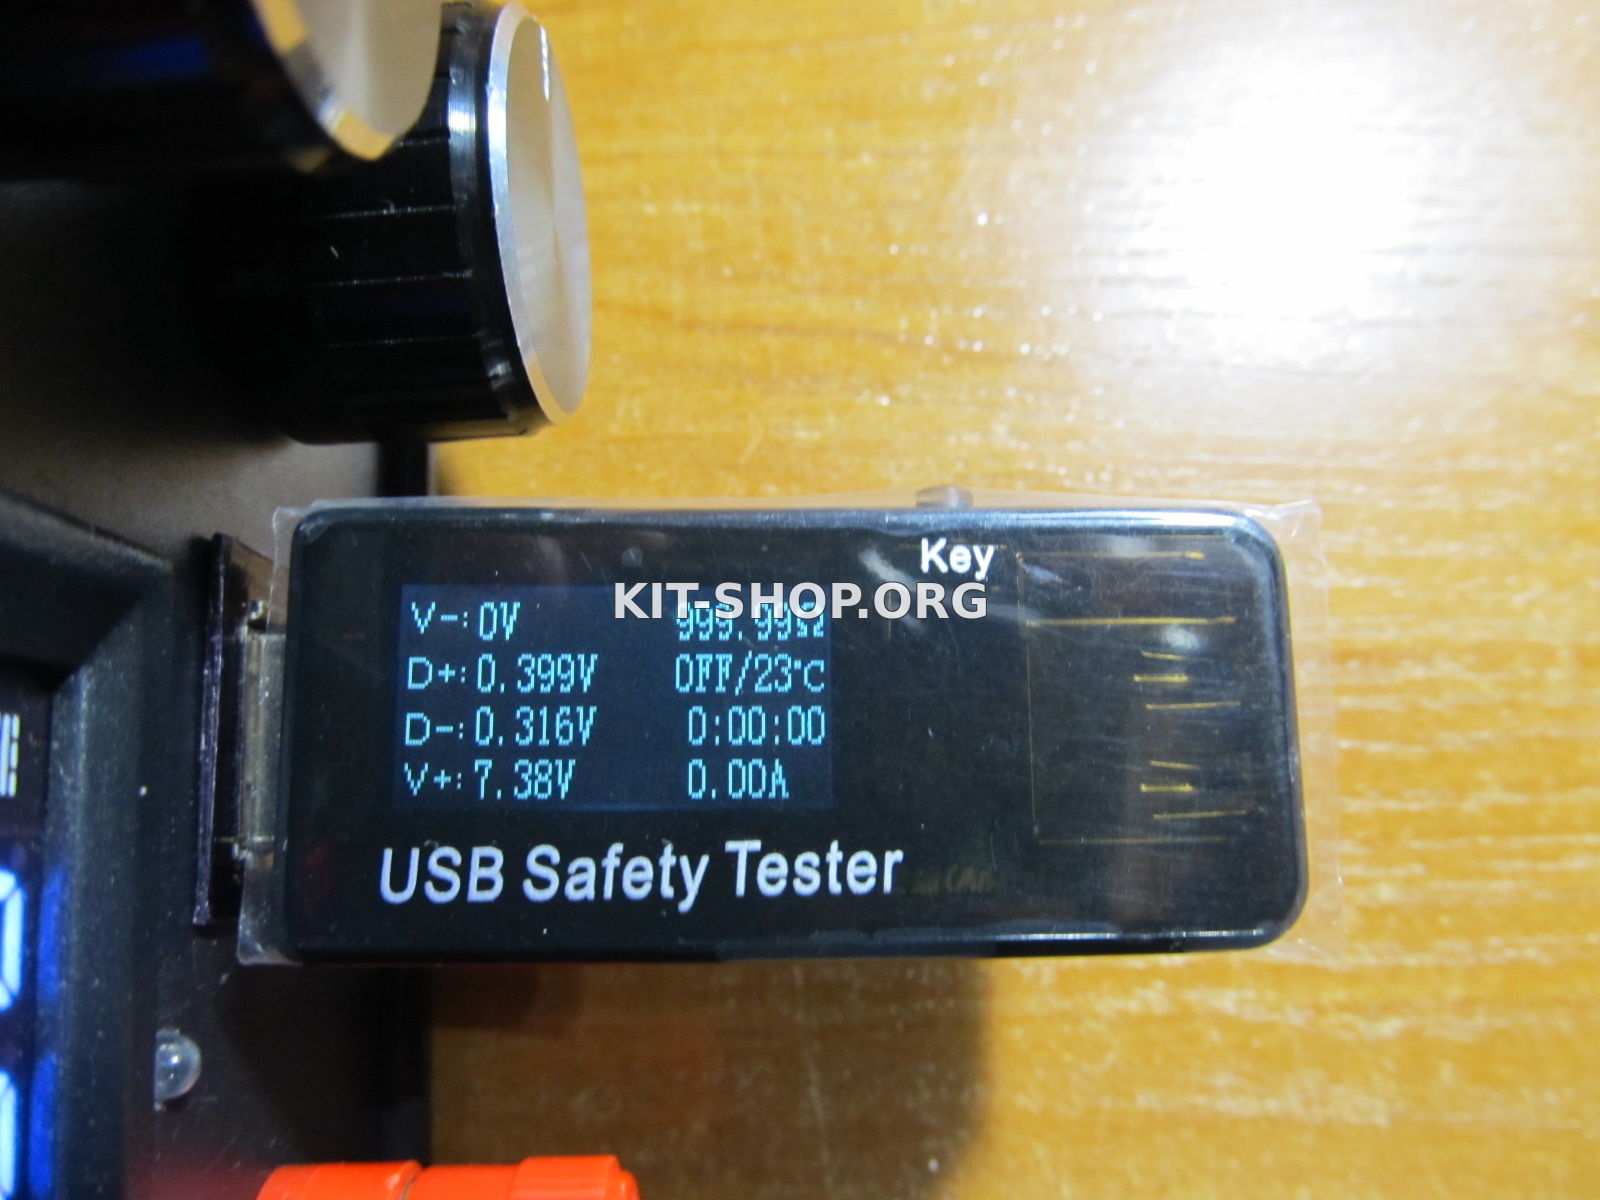 Key
KIT-SHOP.ORG
V-:0V 999.99Ω
D+:0.399V OFF/23°C
D-:0.316V 0:00:00
V+:7.38V 0.00A
USB Safety Tester